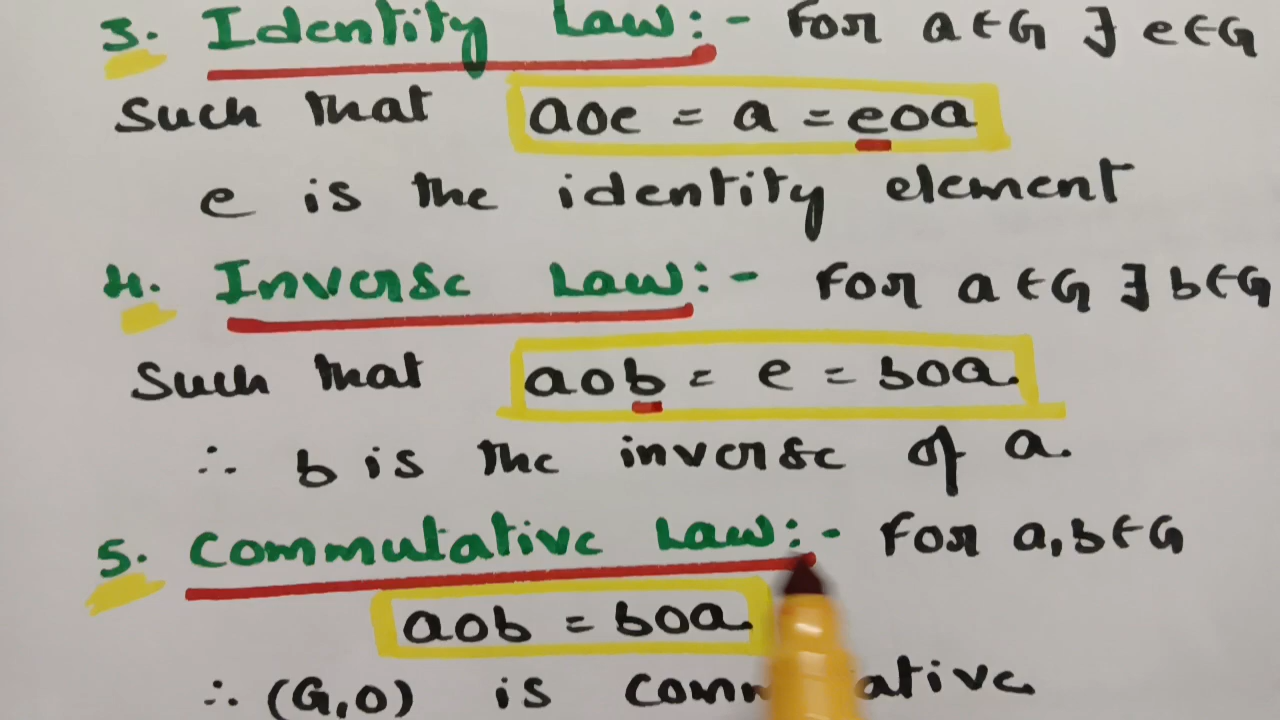 3. Identity Law:- For a∈G ∃ e∈G
Such that aoe = a = eoa
e is the identity element
4. Inverse Law:- For a∈G ∃ b∈G
Such that aob = e = boa.
∴ b is the inverse of a.
5. Commutative Law:- For a,b∈G
aob = boa.
∴ (G,o) is